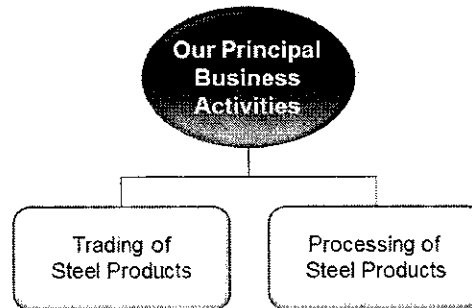 Our Principal
Business
Activities
Trading of
Steel Products
Processing of
Steel Products